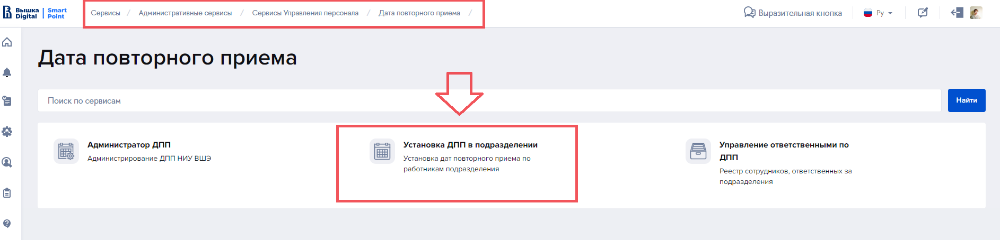 Вышка Digital | Smart Point
Сервисы / Административные сервисы / Сервисы Управления персонала / Дата повторного приема /
Выразительная кнопка
Ру
Дата повторного приема
Поиск по сервисам
Найти
Администратор ДПП
Администрирование ДПП НИУ ВШЭ
Установка ДПП в подразделении
Установка дат повторного приема по
работникам подразделения
Управление ответственными по
ДПП
Реестр сотрудников, ответственных за
подразделения